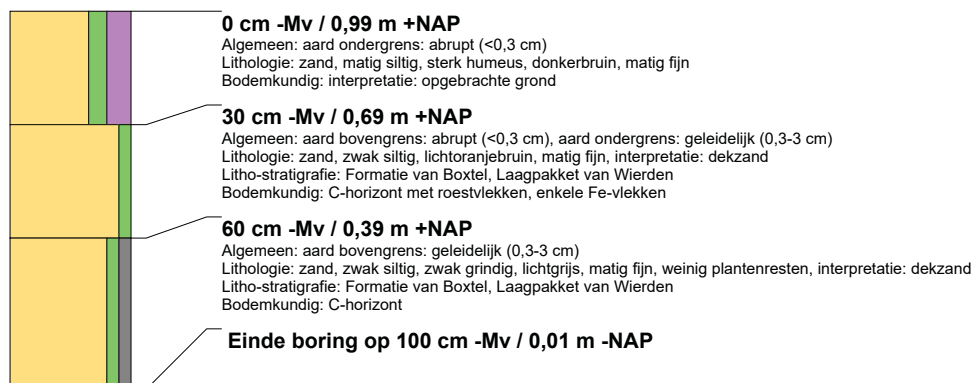 0 cm -Mv / 0,99 m +NAP
Algemeen: aard ondergrens: abrupt (<0,3 cm)
Lithologie: zand, matig siltig, sterk humeus, donkerbruin, matig fijn
Bodemkundig: interpretatie: opgebrachte grond
30 cm -Mv / 0,69 m +NAP
Algemeen: aard bovengrens: abrupt (<0,3 cm), aard ondergrens: geleidelijk (0,3-3 cm)
Lithologie: zand, zwak siltig, lichtoranjebruin, matig fijn, interpretatie: dekzand
Litho-stratigrafie: Formatie van Boxtel, Laagpakket van Wierden
Bodemkundig: C-horizont met roestvlekken, enkele Fe-vlekken
60 cm -Mv / 0,39 m +NAP
Algemeen: aard bovengrens: geleidelijk (0,3-3 cm)
Lithologie: zand, zwak siltig, zwak grindig, lichtgrijs, matig fijn, weinig plantenresten, interpretatie: dekzand
Litho-stratigrafie: Formatie van Boxtel, Laagpakket van Wierden
Bodemkundig: C-horizont
Einde boring op 100 cm -Mv / 0,01 m -NAP